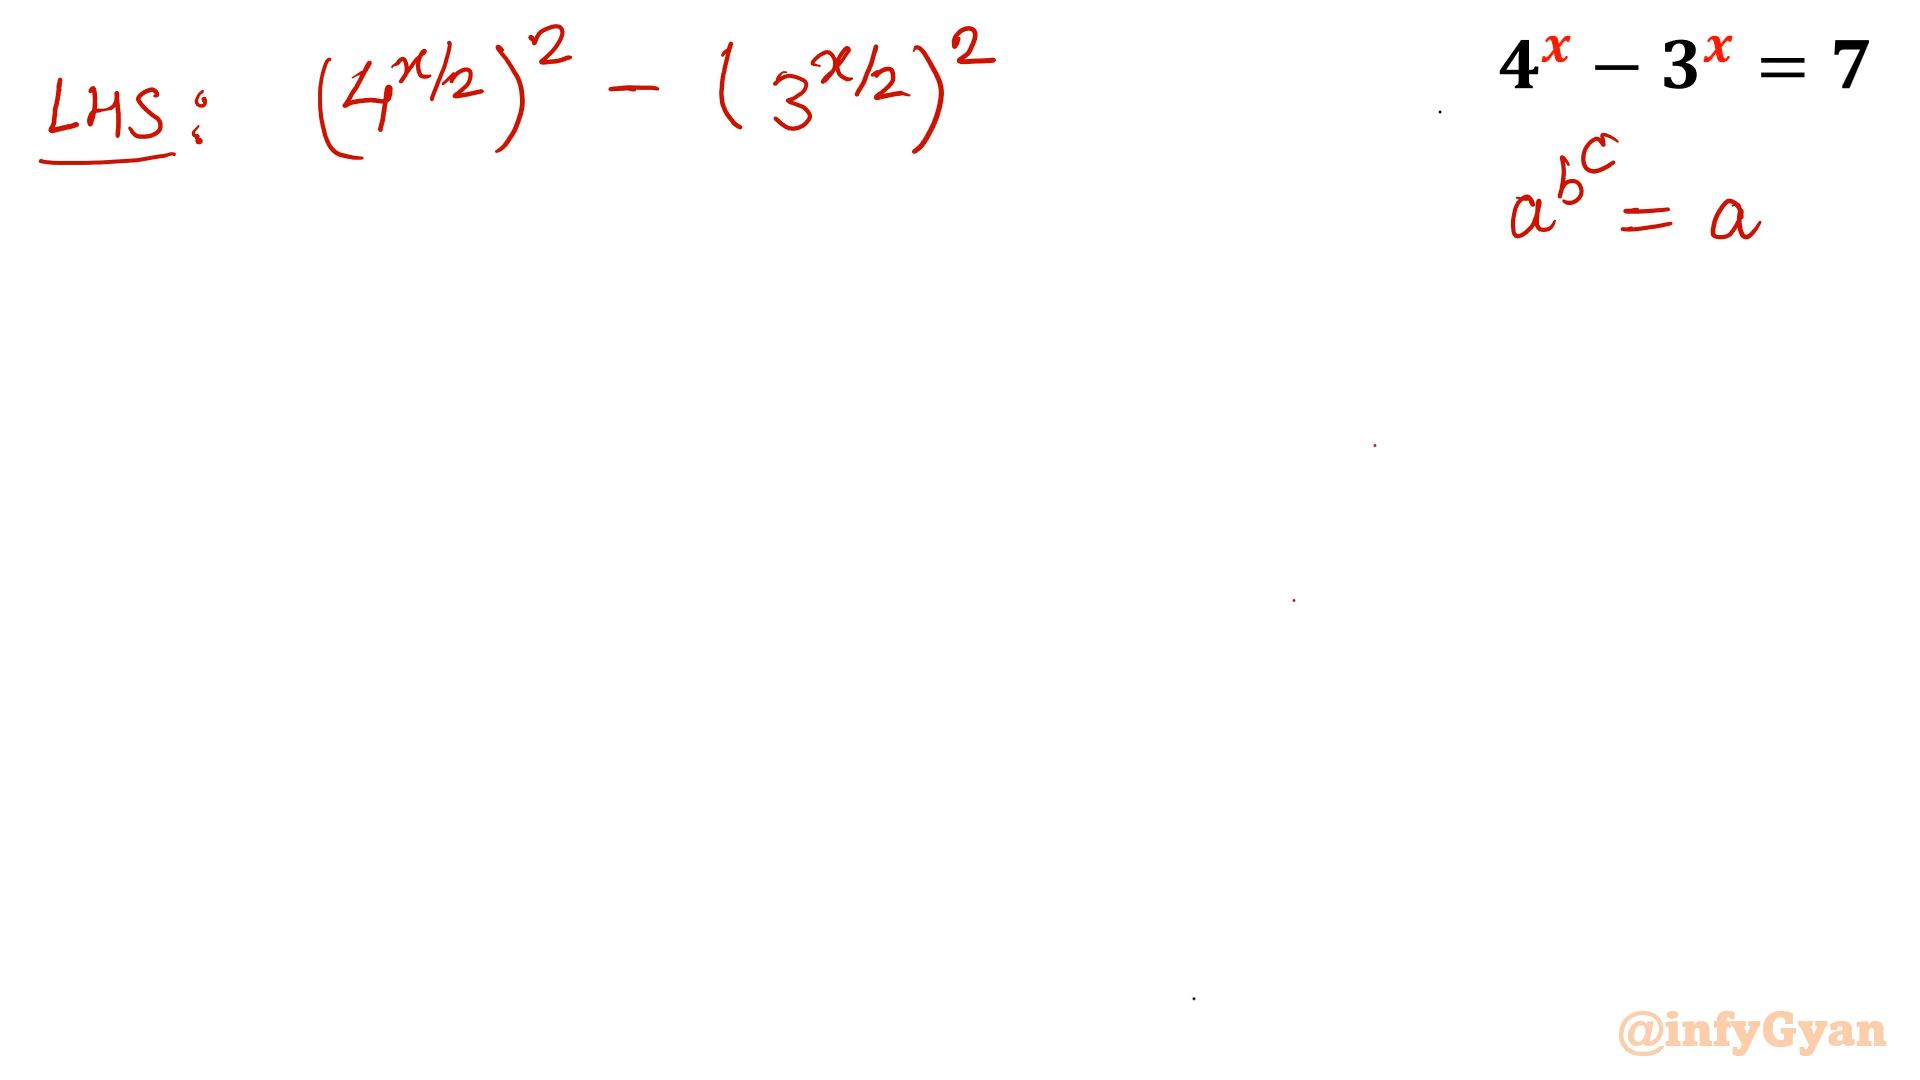 LHS : (4^{x/2})^2 - (3^{x/2})^2
4^x − 3^x = 7
a^{b^c} = a
@infyGyan